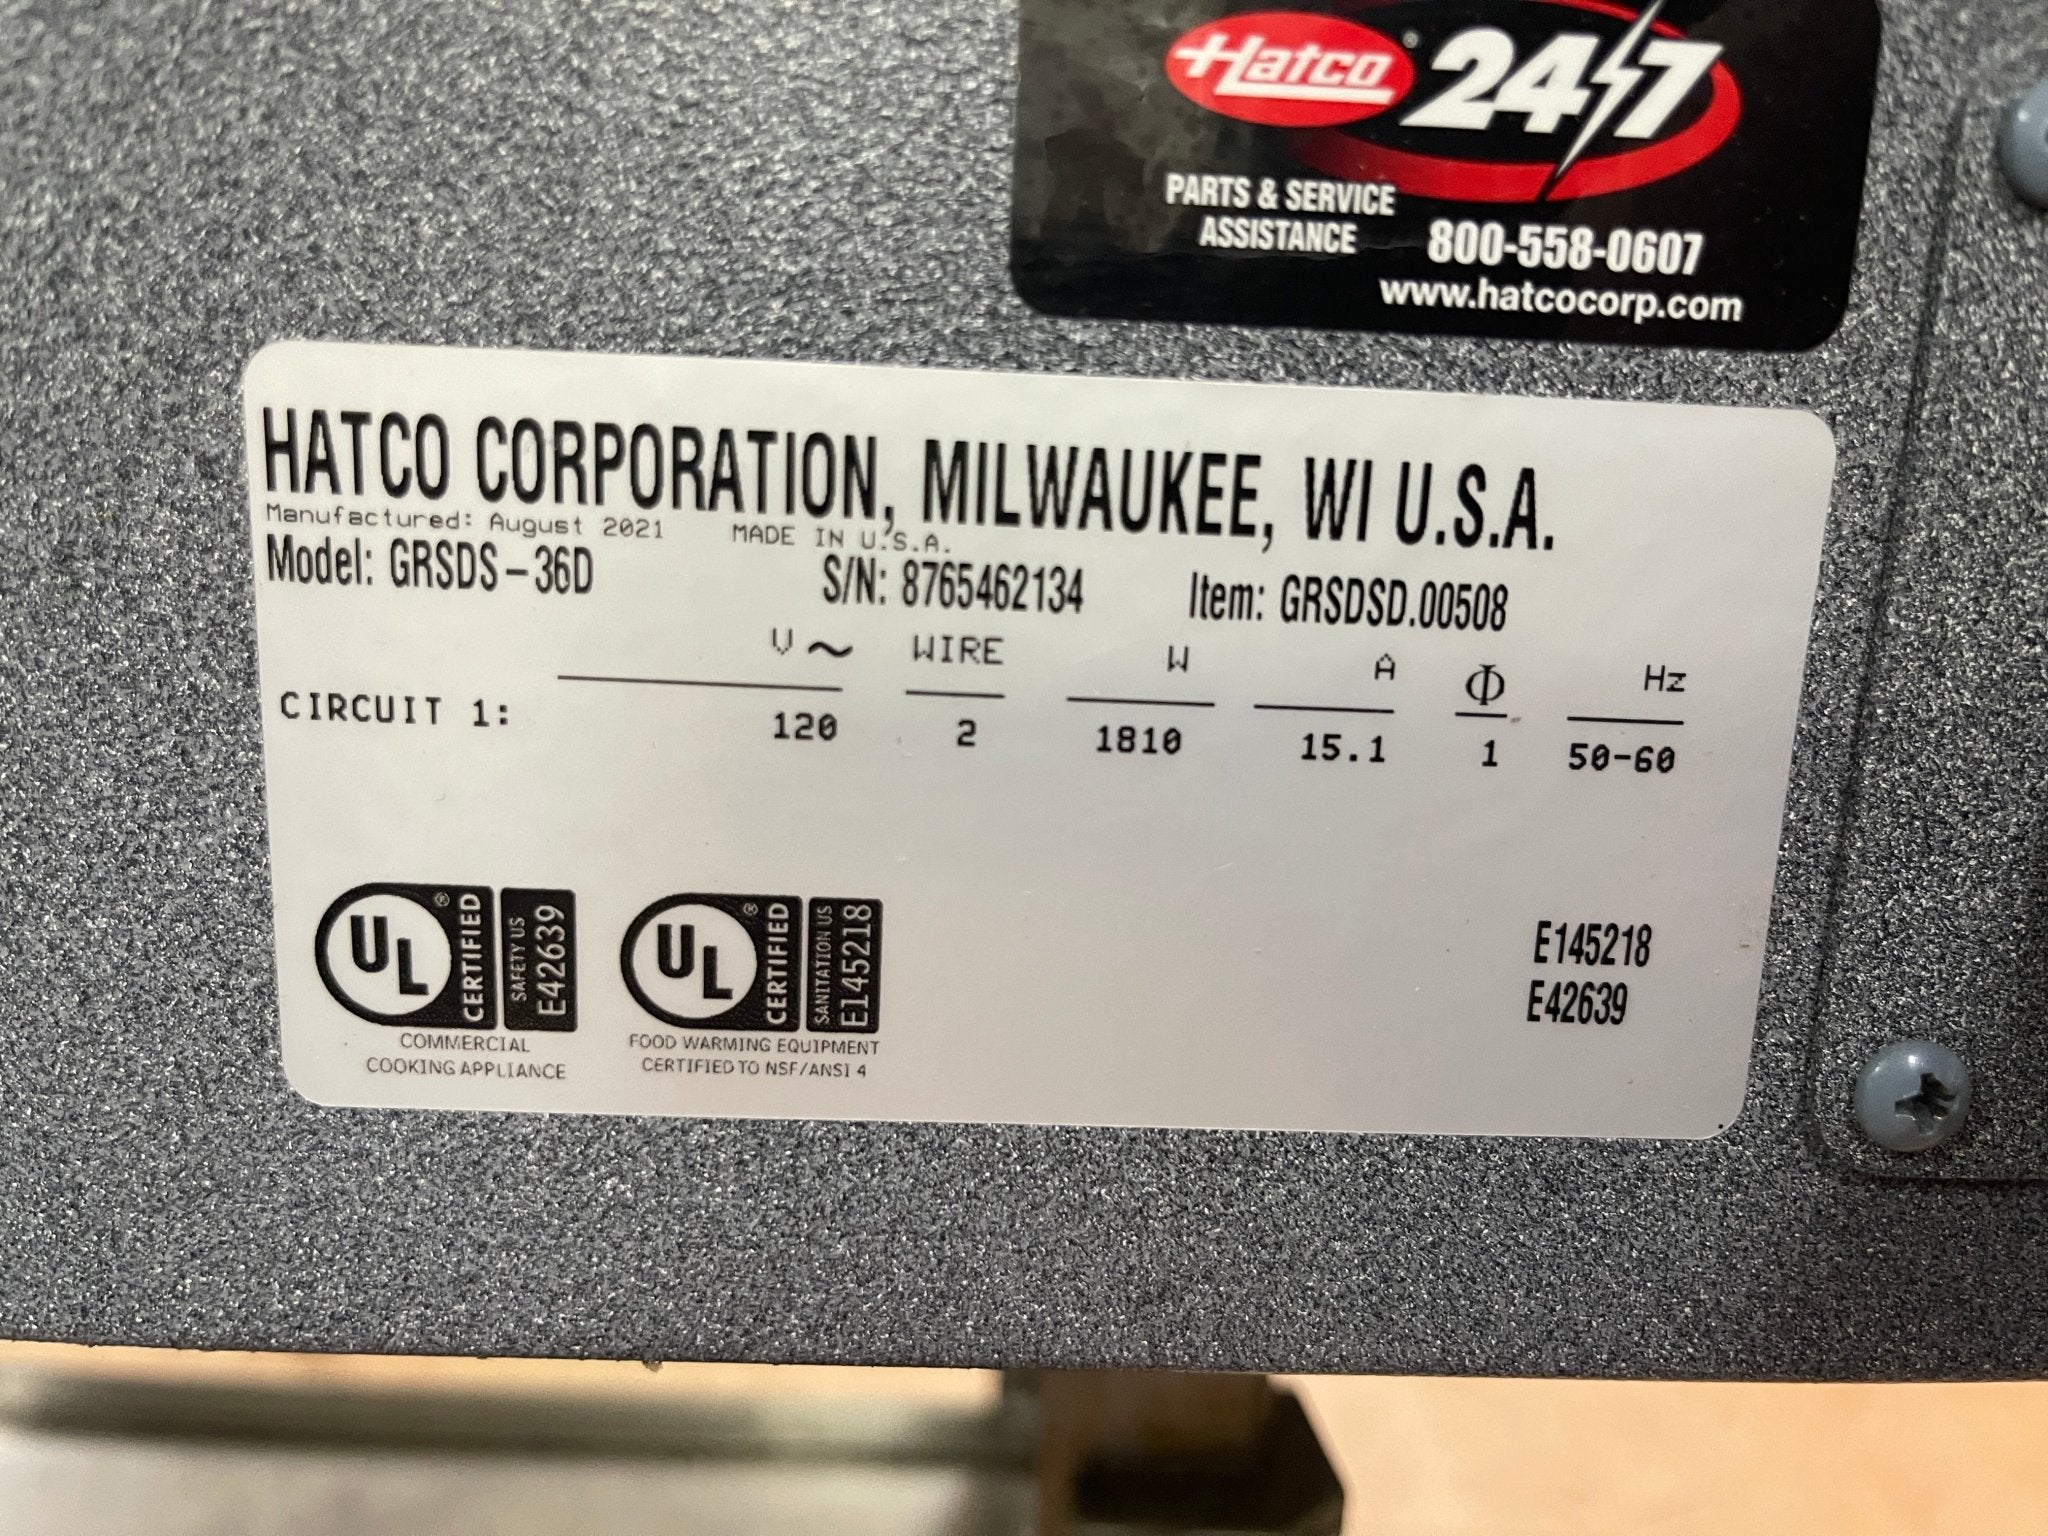 Hatco® 24/7
PARTS & SERVICE
ASSISTANCE
800-558-0607
www.hatcocorp.com
HATCO CORPORATION, MILWAUKEE, WI U.S.A.
Manufactured: August 2021 MADE IN U.S.A.
Model: GRSDS-36D S/N: 8765462134 Item: GRSDSD.00508
V~ WIRE W A Φ Hz
CIRCUIT 1: 120 2 1810 15.1 1 50-60
UL® CERTIFIED SAFETY US E42639
COMMERCIAL
COOKING APPLIANCE
UL® CERTIFIED SANITATION US E145218
FOOD WARMING EQUIPMENT
CERTIFIED TO NSF/ANSI 4
E145218
E42639